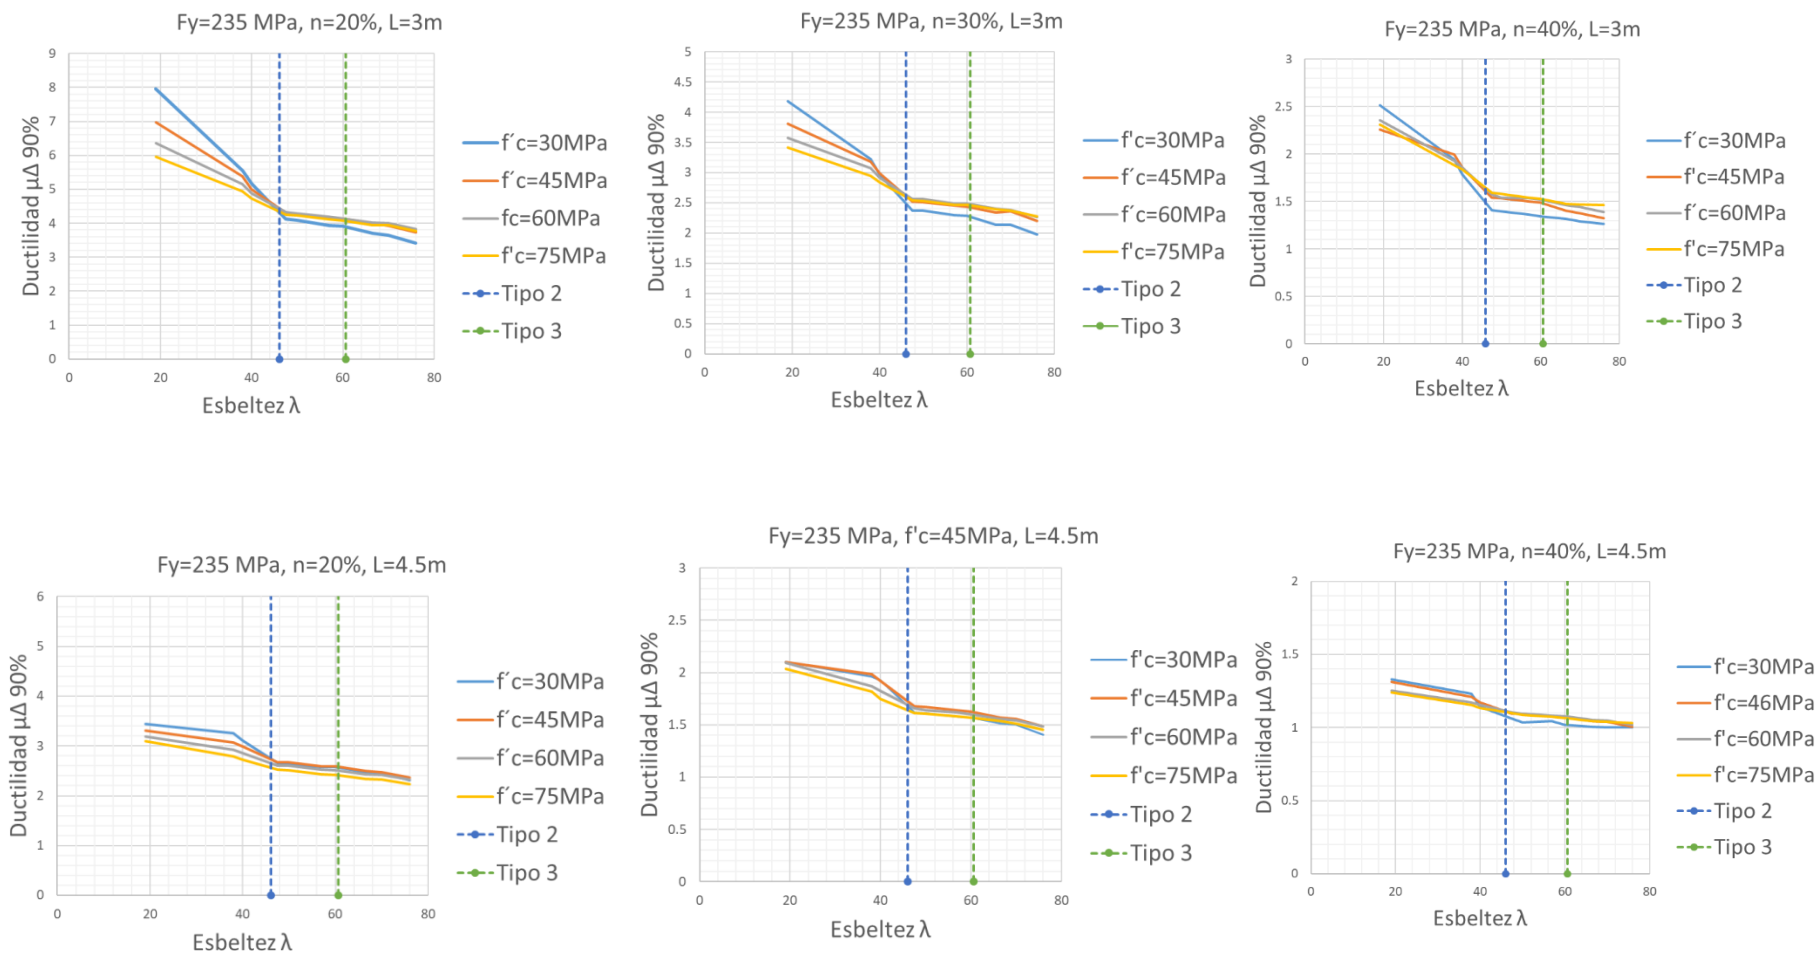 Fy=235 MPa, n=20%, L=3m
9
8
7
6
5
4
3
2
1
0
0 20 40 60 80
Ductilidad μΔ 90%
Esbeltez λ
f´c=30MPa
f´c=45MPa
fc=60MPa
f'c=75MPa
Tipo 2
Tipo 3
Fy=235 MPa, n=30%, L=3m
5
4.5
4
3.5
3
2.5
2
1.5
1
0.5
0
0 20 40 60 80
Ductilidad μΔ 90%
Esbeltez λ
f'c=30MPa
f´c=45MPa
f´c=60MPa
f'c=75MPa
Tipo 2
Tipo 3
Fy=235 MPa, n=40%, L=3m
3
2.5
2
1.5
1
0.5
0
0 20 40 60 80
Ductilidad μΔ 90%
Esbeltez λ
f´c=30MPa
f'c=45MPa
f´c=60MPa
f'c=75MPa
Tipo 2
Tipo 3
Fy=235 MPa, n=20%, L=4.5m
6
5
4
3
2
1
0
0 20 40 60 80
Ductilidad μΔ 90%
Esbeltez λ
f´c=30MPa
f´c=45MPa
f´c=60MPa
f´c=75MPa
Tipo 2
Tipo 3
Fy=235 MPa, f'c=45MPa, L=4.5m
3
2.5
2
1.5
1
0.5
0
0 20 40 60 80
Ductilidad μΔ 90%
Esbeltez λ
f'c=30MPa
f'c=45MPa
f'c=60MPa
f'c=75MPa
Tipo 2
Tipo 3
Fy=235 MPa, n=40%, L=4.5m
2
1.5
1
0.5
0
0 20 40 60 80
Ductilidad μΔ 90%
Esbeltez λ
f'c=30MPa
f'c=46MPa
f'c=60MPa
f'c=75MPa
Tipo 2
Tipo 3